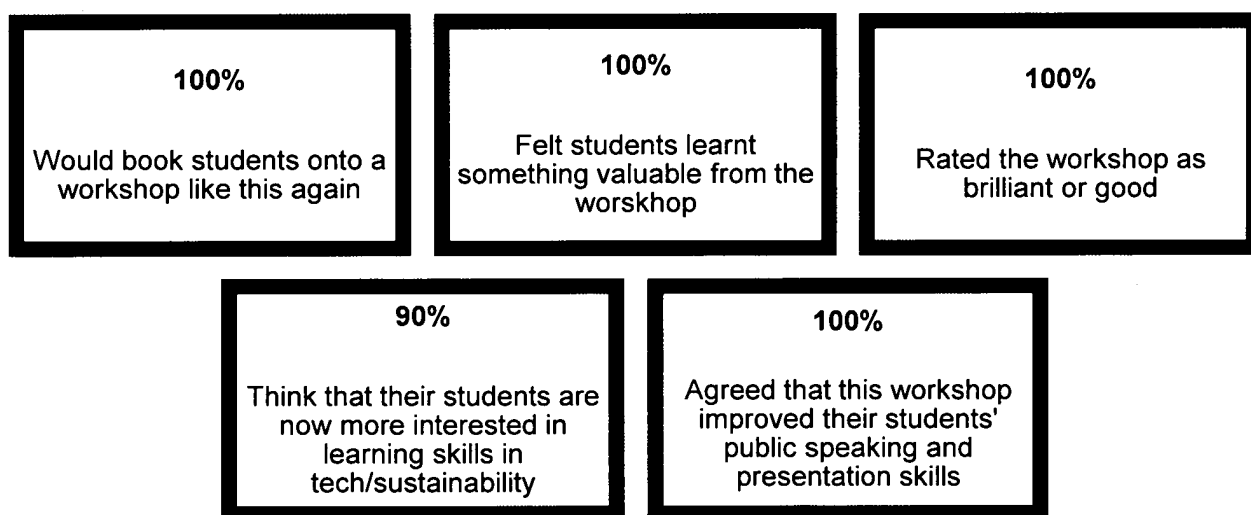 100%
Would book students onto a
workshop like this again
100%
Felt students learnt
something valuable from the
worskhop
100%
Rated the workshop as
brilliant or good
90%
Think that their students are
now more interested in
learning skills in
tech/sustainability
100%
Agreed that this workshop
improved their students'
public speaking and
presentation skills